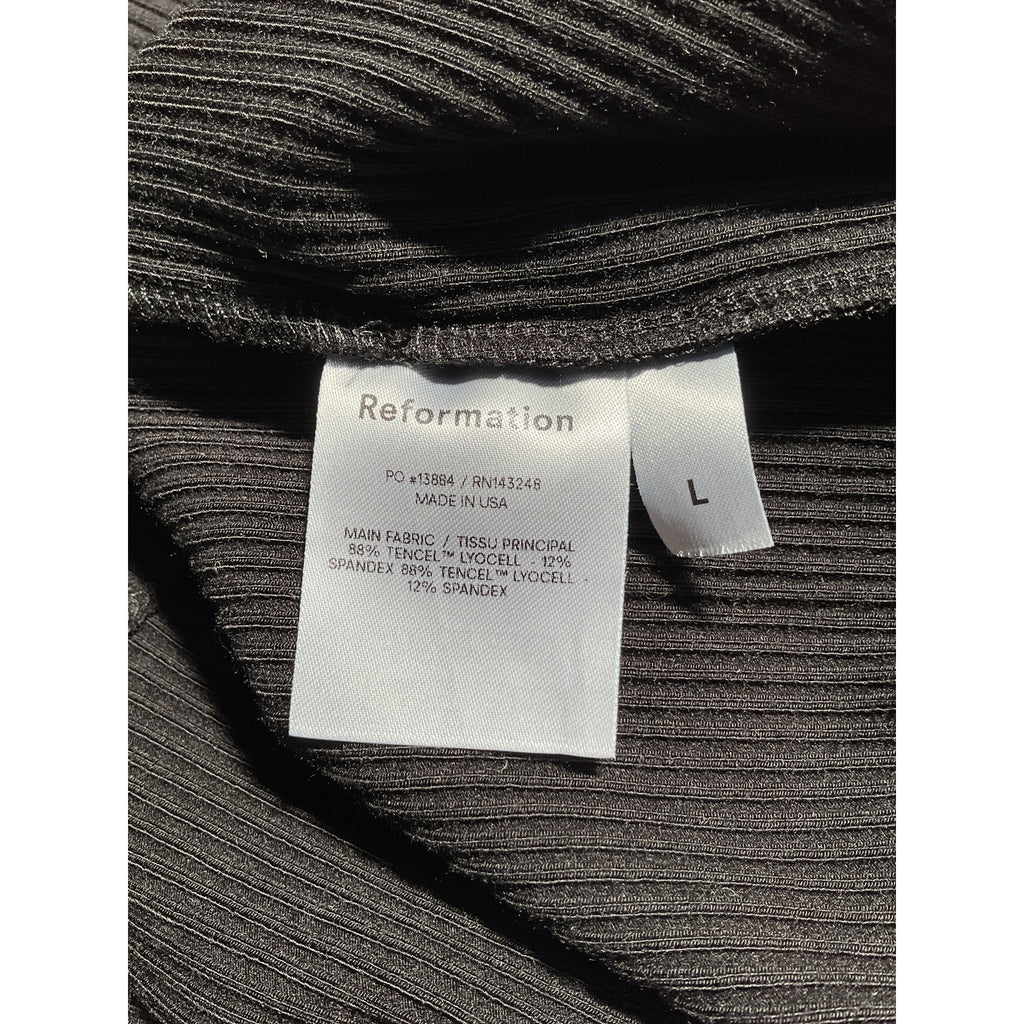 Reformation
PO #13884 / RN143248
MADE IN USA
MAIN FABRIC / TISSU PRINCIPAL
88% TENCEL™ LYOCELL - 12%
SPANDEX 88% TENCEL™ LYOCELL -
12% SPANDEX
L